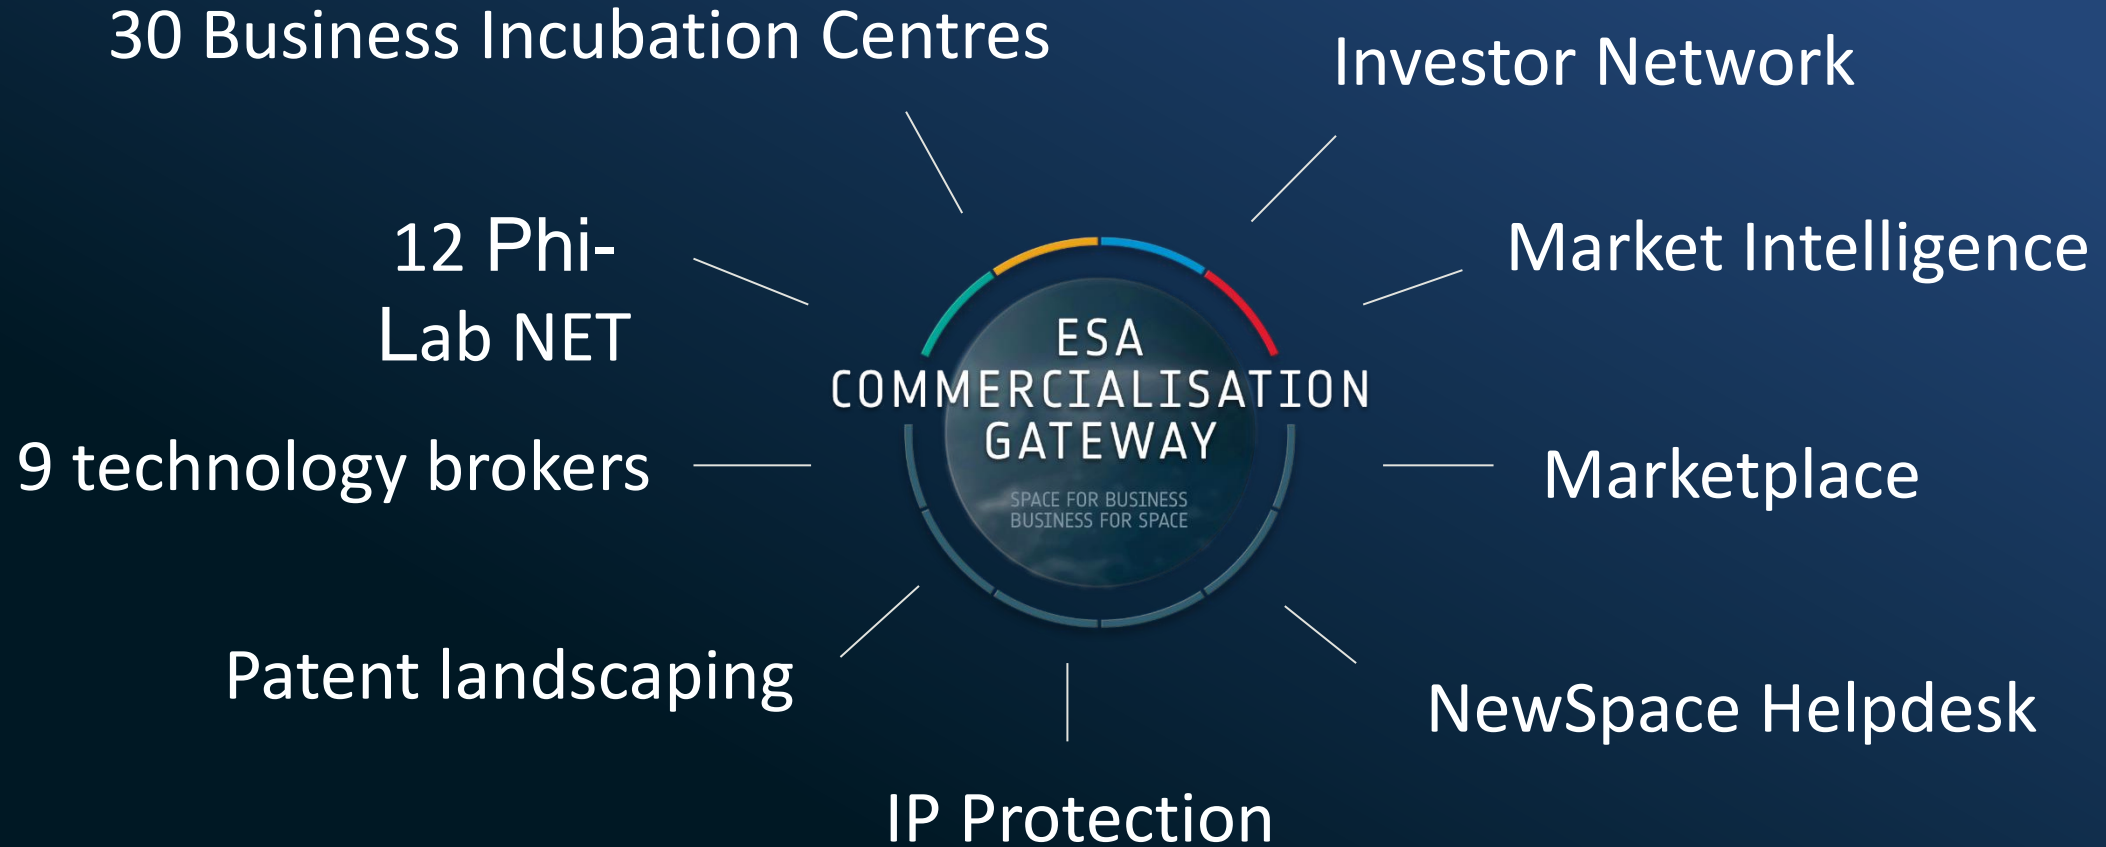 30 Business Incubation Centres
Investor Network
12 Phi-
Lab NET
Market Intelligence
ESA
COMMERCIALISATION
GATEWAY
SPACE FOR BUSINESS
BUSINESS FOR SPACE
9 technology brokers
Marketplace
Patent landscaping
NewSpace Helpdesk
IP Protection